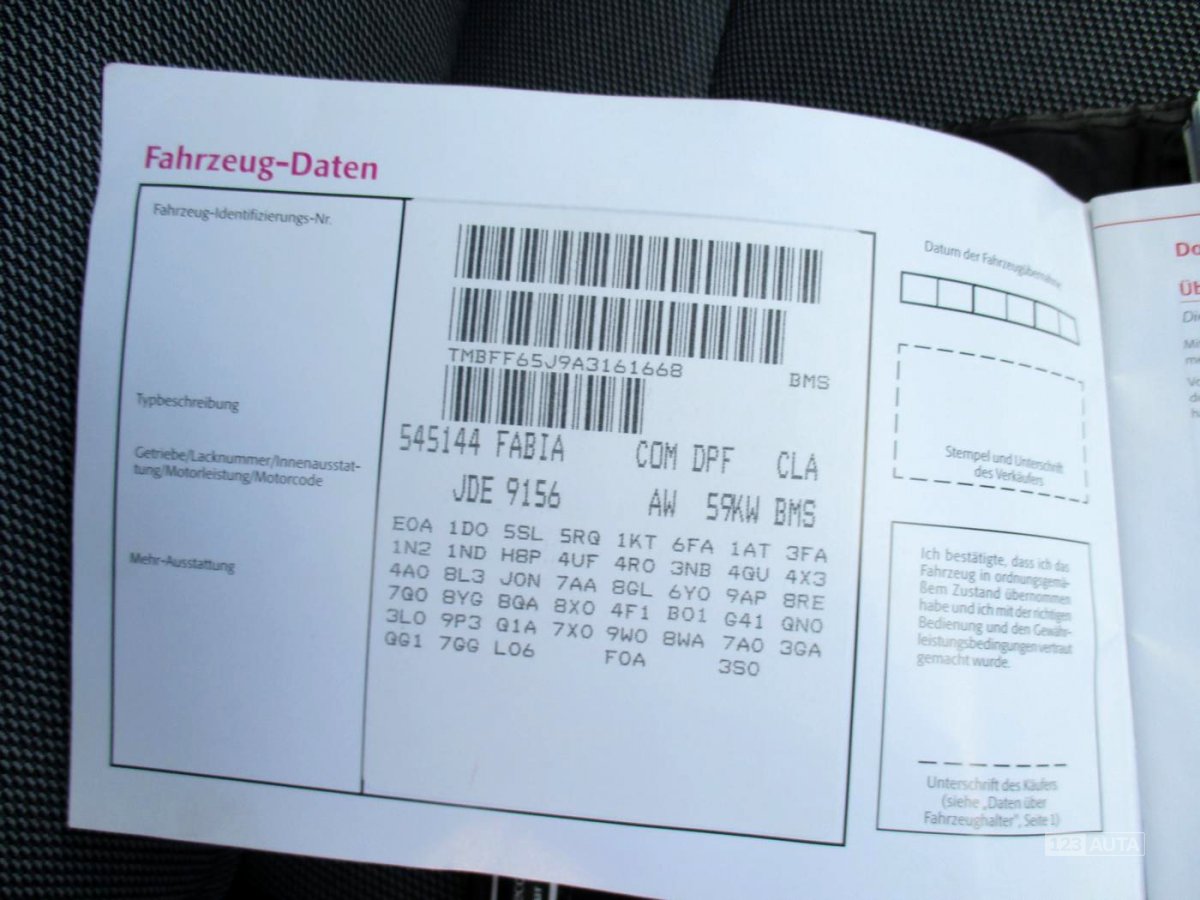 Fahrzeug-Daten
Fahrzeug-Identifizierungs-Nr.
TMBFF65J9A3161668
BMS
Typbeschreibung
545144 FABIA COM DPF CLA
Getriebe/Lacknummer/Innenausstat-
tung/Motorleistung/Motorcode
JDE 9156 AW 59KW BMS
Mehr-Ausstattung
E0A 1D0 5SL 5RQ 1KT 6FA 1AT 3FA
1N2 1ND H8P 4UF 4R0 3NB 4GU 4X3
4A0 8L3 J0N 7AA 8GL 6Y0 9AP 8RE
7Q0 8YG 8QA 8X0 4F1 B01 G41 QN0
3L0 9P3 Q1A 7X0 9W0 8WA 7A0 3GA
QG1 7GG L06 F0A 3S0
Datum der Fahrzeugübernahme
Stempel und Unterschrift
des Verkäufers
Ich bestätigte, dass ich das
Fahrzeug in ordnungsgemä-
ßem Zustand übernommen
habe und ich mit der richtigen
Bedienung und den Gewähr-
leistungsbedingungen vertraut
gemacht wurde.
Unterschrift des Käufers
(siehe „Daten über
Fahrzeughalter", Seite 1)
123 AUTA